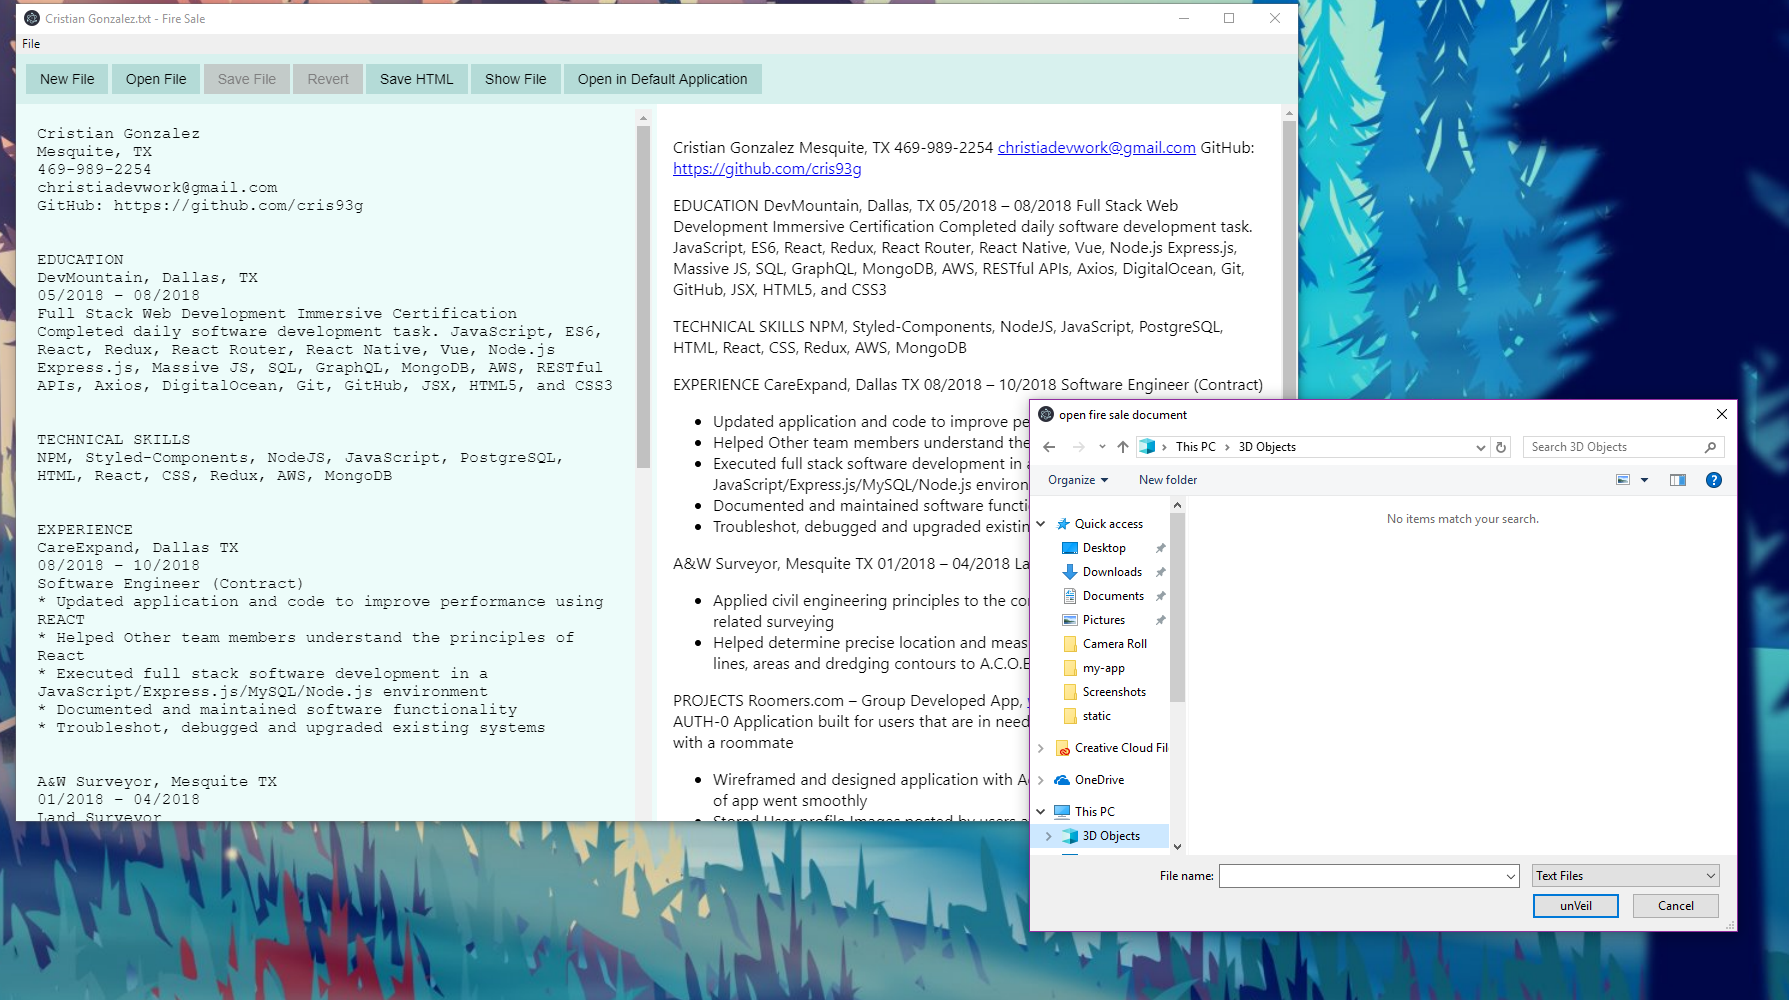 Cristian Gonzalez.txt - Fire Sale
File
New File
Open File
Save File
Revert
Save HTML
Show File
Open in Default Application
Cristian Gonzalez
Mesquite, TX
469-989-2254
christiadevwork@gmail.com
GitHub: https://github.com/cris93g
EDUCATION
DevMountain, Dallas, TX
05/2018 – 08/2018
Full Stack Web Development Immersive Certification
Completed daily software development task. JavaScript, ES6,
React, Redux, React Router, React Native, Vue, Node.js
Express.js, Massive JS, SQL, GraphQL, MongoDB, AWS, RESTful
APIs, Axios, DigitalOcean, Git, GitHub, JSX, HTML5, and CSS3
TECHNICAL SKILLS
NPM, Styled-Components, NodeJS, JavaScript, PostgreSQL,
HTML, React, CSS, Redux, AWS, MongoDB
EXPERIENCE
CareExpand, Dallas TX
08/2018 – 10/2018
Software Engineer (Contract)
* Updated application and code to improve performance using
REACT
* Helped Other team members understand the principles of
React
* Executed full stack software development in a
JavaScript/Express.js/MySQL/Node.js environment
* Documented and maintained software functionality
* Troubleshot, debugged and upgraded existing systems
A&W Surveyor, Mesquite TX
01/2018 – 04/2018
Land Surveyor
Cristian Gonzalez Mesquite, TX 469-989-2254 christiadevwork@gmail.com GitHub:
https://github.com/cris93g
EDUCATION DevMountain, Dallas, TX 05/2018 – 08/2018 Full Stack Web
Development Immersive Certification Completed daily software development task.
JavaScript, ES6, React, Redux, React Router, React Native, Vue, Node.js Express.js,
Massive JS, SQL, GraphQL, MongoDB, AWS, RESTful APIs, Axios, DigitalOcean, Git,
GitHub, JSX, HTML5, and CSS3
TECHNICAL SKILLS NPM, Styled-Components, NodeJS, JavaScript, PostgreSQL,
HTML, React, CSS, Redux, AWS, MongoDB
EXPERIENCE CareExpand, Dallas TX 08/2018 – 10/2018 Software Engineer (Contract)
• Updated application and code to improve pe
• Helped Other team members understand the
• Executed full stack software development in a
JavaScript/Express.js/MySQL/Node.js environ
• Documented and maintained software functi
• Troubleshot, debugged and upgraded existin
A&W Surveyor, Mesquite TX 01/2018 – 04/2018 La
• Applied civil engineering principles to the co
related surveying
• Helped determine precise location and meas
lines, areas and dredging contours to A.C.O.E
PROJECTS Roomers.com – Group Developed App,
AUTH-0 Application built for users that are in need
with a roommate
• Wireframed and designed application with A
of app went smoothly
• Stored User profile Images posted by users a
open fire sale document
This PC
3D Objects
Search 3D Objects
Organize
New folder
Quick access
Desktop
Downloads
Documents
Pictures
Camera Roll
my-app
Screenshots
static
Creative Cloud Fil
OneDrive
This PC
3D Objects
No items match your search.
File name:
Text Files
unVeil
Cancel